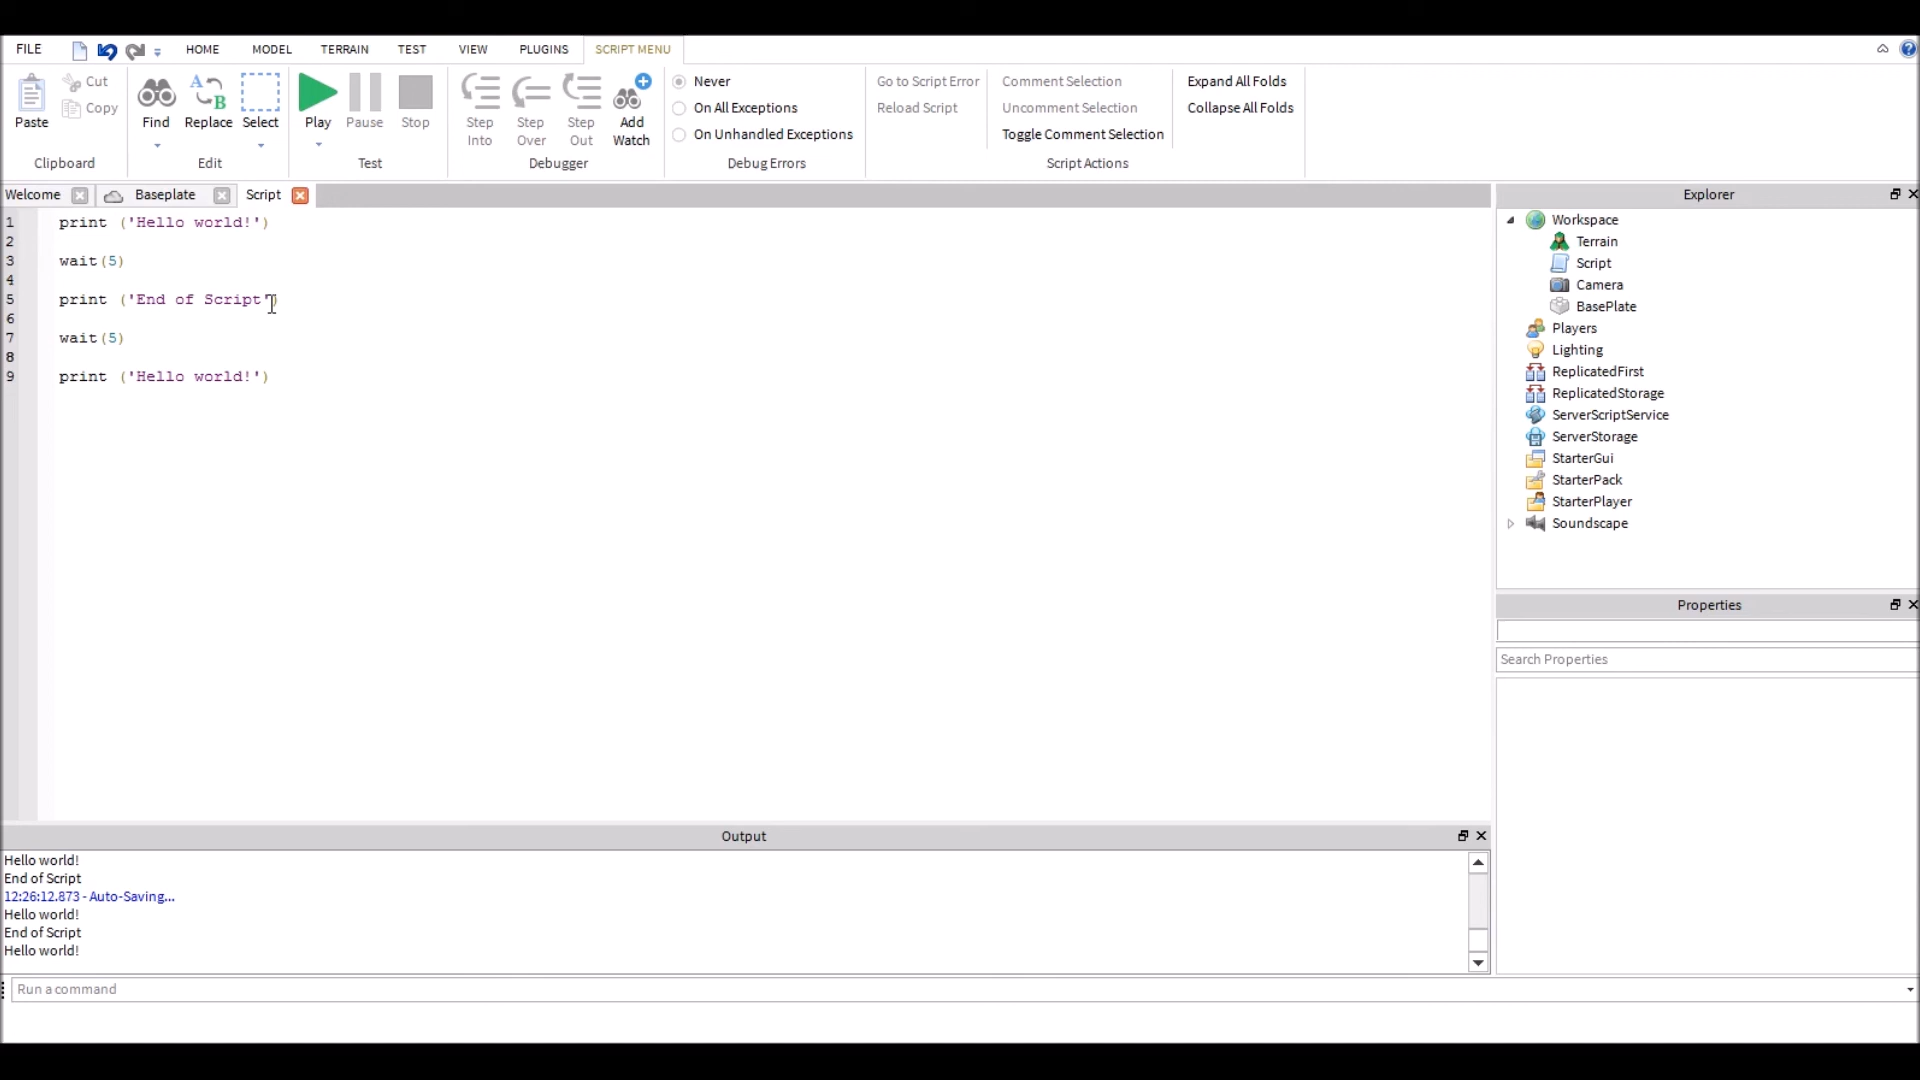 FILE HOME MODEL TERRAIN TEST VIEW PLUGINS SCRIPT MENU
Cut
Copy
Paste
Clipboard
Find
Replace
Select
Edit
Play
Pause
Stop
Test
Step Into
Step Over
Step Out
Add Watch
Debugger
Never
On All Exceptions
On Unhandled Exceptions
Debug Errors
Go to Script Error
Reload Script
Comment Selection
Uncomment Selection
Toggle Comment Selection
Script Actions
Expand All Folds
Collapse All Folds
Welcome Baseplate Script
1 print ('Hello world!')
2
3 wait(5)
4
5 print ('End of Script')
6
7 wait(5)
8
9 print ('Hello world!')
Explorer
Workspace
Terrain
Script
Camera
BasePlate
Players
Lighting
ReplicatedFirst
ReplicatedStorage
ServerScriptService
ServerStorage
StarterGui
StarterPack
StarterPlayer
Soundscape
Properties
Search Properties
Output
Hello world!
End of Script
12:26:12.873 - Auto-Saving...
Hello world!
End of Script
Hello world!
Run a command